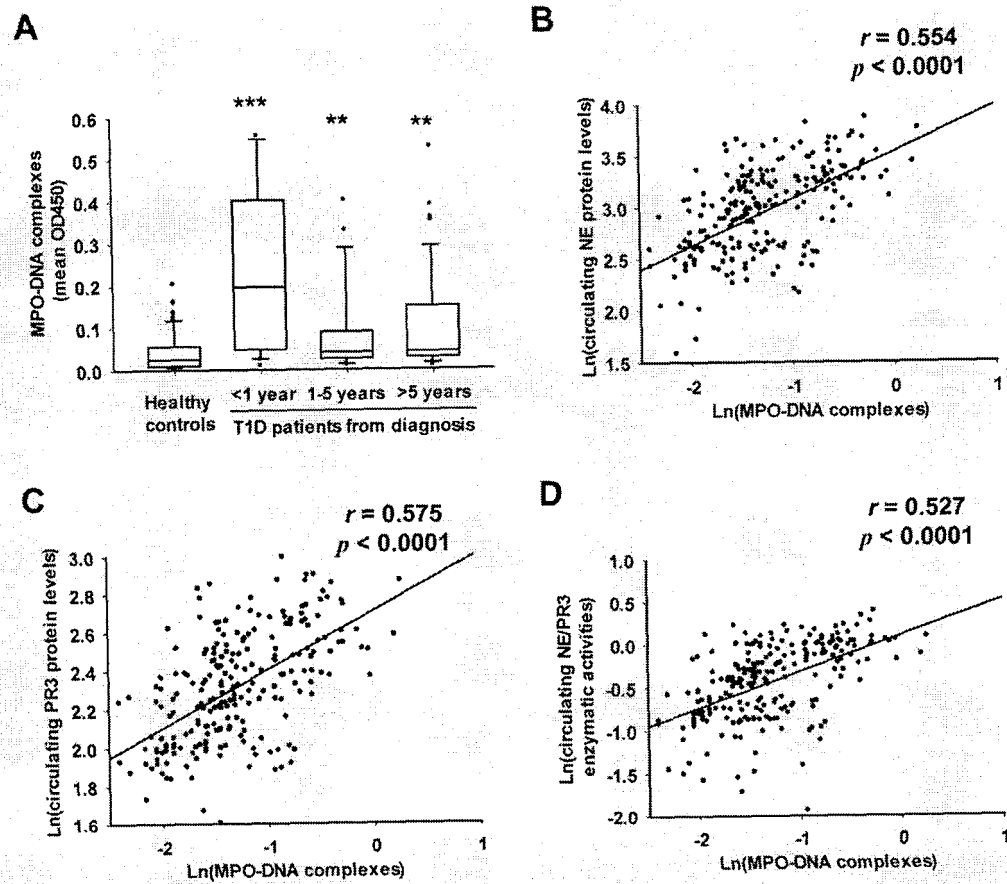 A
MPO-DNA complexes
(mean OD450)
0.6
0.5
0.4
0.3
0.2
0.1
0.0
***
**
**
Healthy
controls
<1 year
1-5 years
>5 years
T1D patients from diagnosis
B
r = 0.554
p < 0.0001
Ln(circulating NE protein levels)
4.0
3.5
3.0
2.5
2.0
1.5
-2
-1
0
1
Ln(MPO-DNA complexes)
C
r = 0.575
p < 0.0001
Ln(circulating PR3 protein levels)
3.0
2.8
2.6
2.4
2.2
2.0
1.8
1.6
-2
-1
0
1
Ln(MPO-DNA complexes)
D
r = 0.527
p < 0.0001
Ln(circulating NE/PR3
enzymatic activities)
1.0
0.5
0.0
-0.5
-1.0
-1.5
-2.0
-2
-1
0
1
Ln(MPO-DNA complexes)